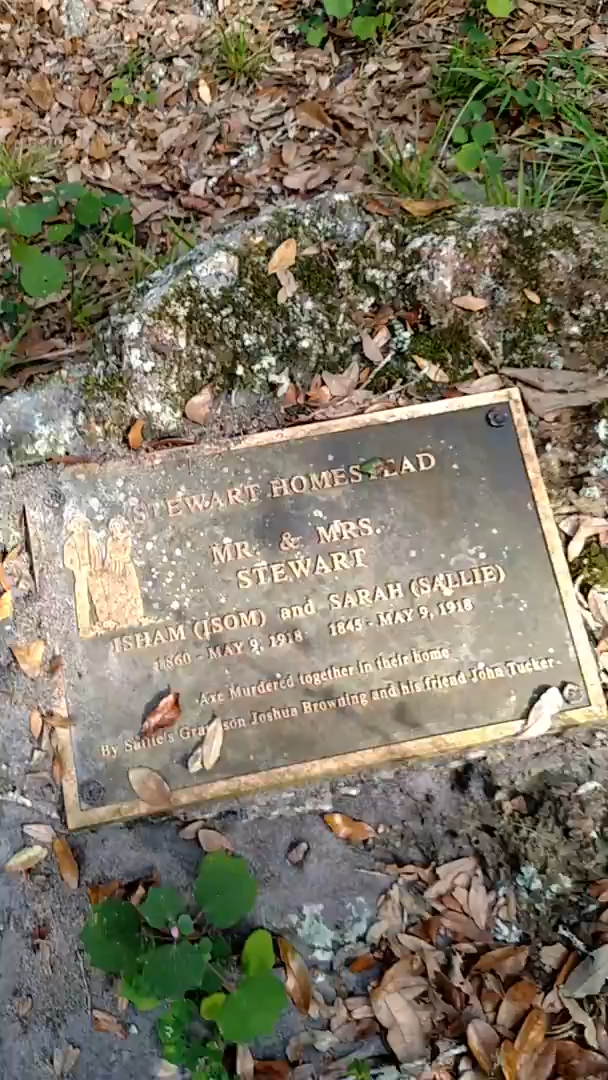 STEWART HOMESTEAD
MR. & MRS.
STEWART
ISHAM (ISOM) and SARAH (SALLIE)
1860 - MAY 9, 1918 1845 - MAY 9, 1918
Axe Murdered together in their home
By Sallie's Grandson Joshua Browning and his friend John Tucker